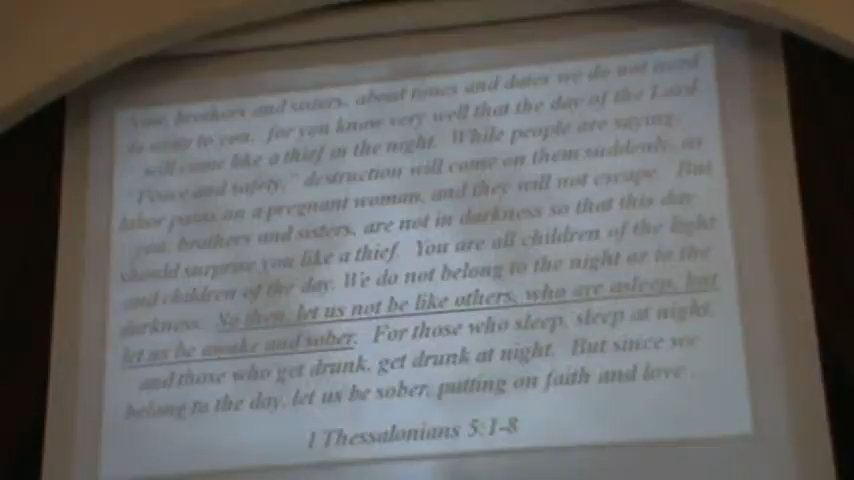 Now, brothers and sisters, about times and dates we do not need
to write to you, for you know very well that the day of the Lord
will come like a thief in the night. While people are saying,
"Peace and safety," destruction will come on them suddenly, as
labor pains on a pregnant woman, and they will not escape. But
you, brothers and sisters, are not in darkness so that this day
should surprise you like a thief. You are all children of the light
and children of the day. We do not belong to the night or to the
darkness. So then, let us not be like others, who are asleep, but
let us be awake and sober. For those who sleep, sleep at night,
and those who get drunk, get drunk at night. But since we
belong to the day, let us be sober, putting on faith and love
1 Thessalonians 5:1-8